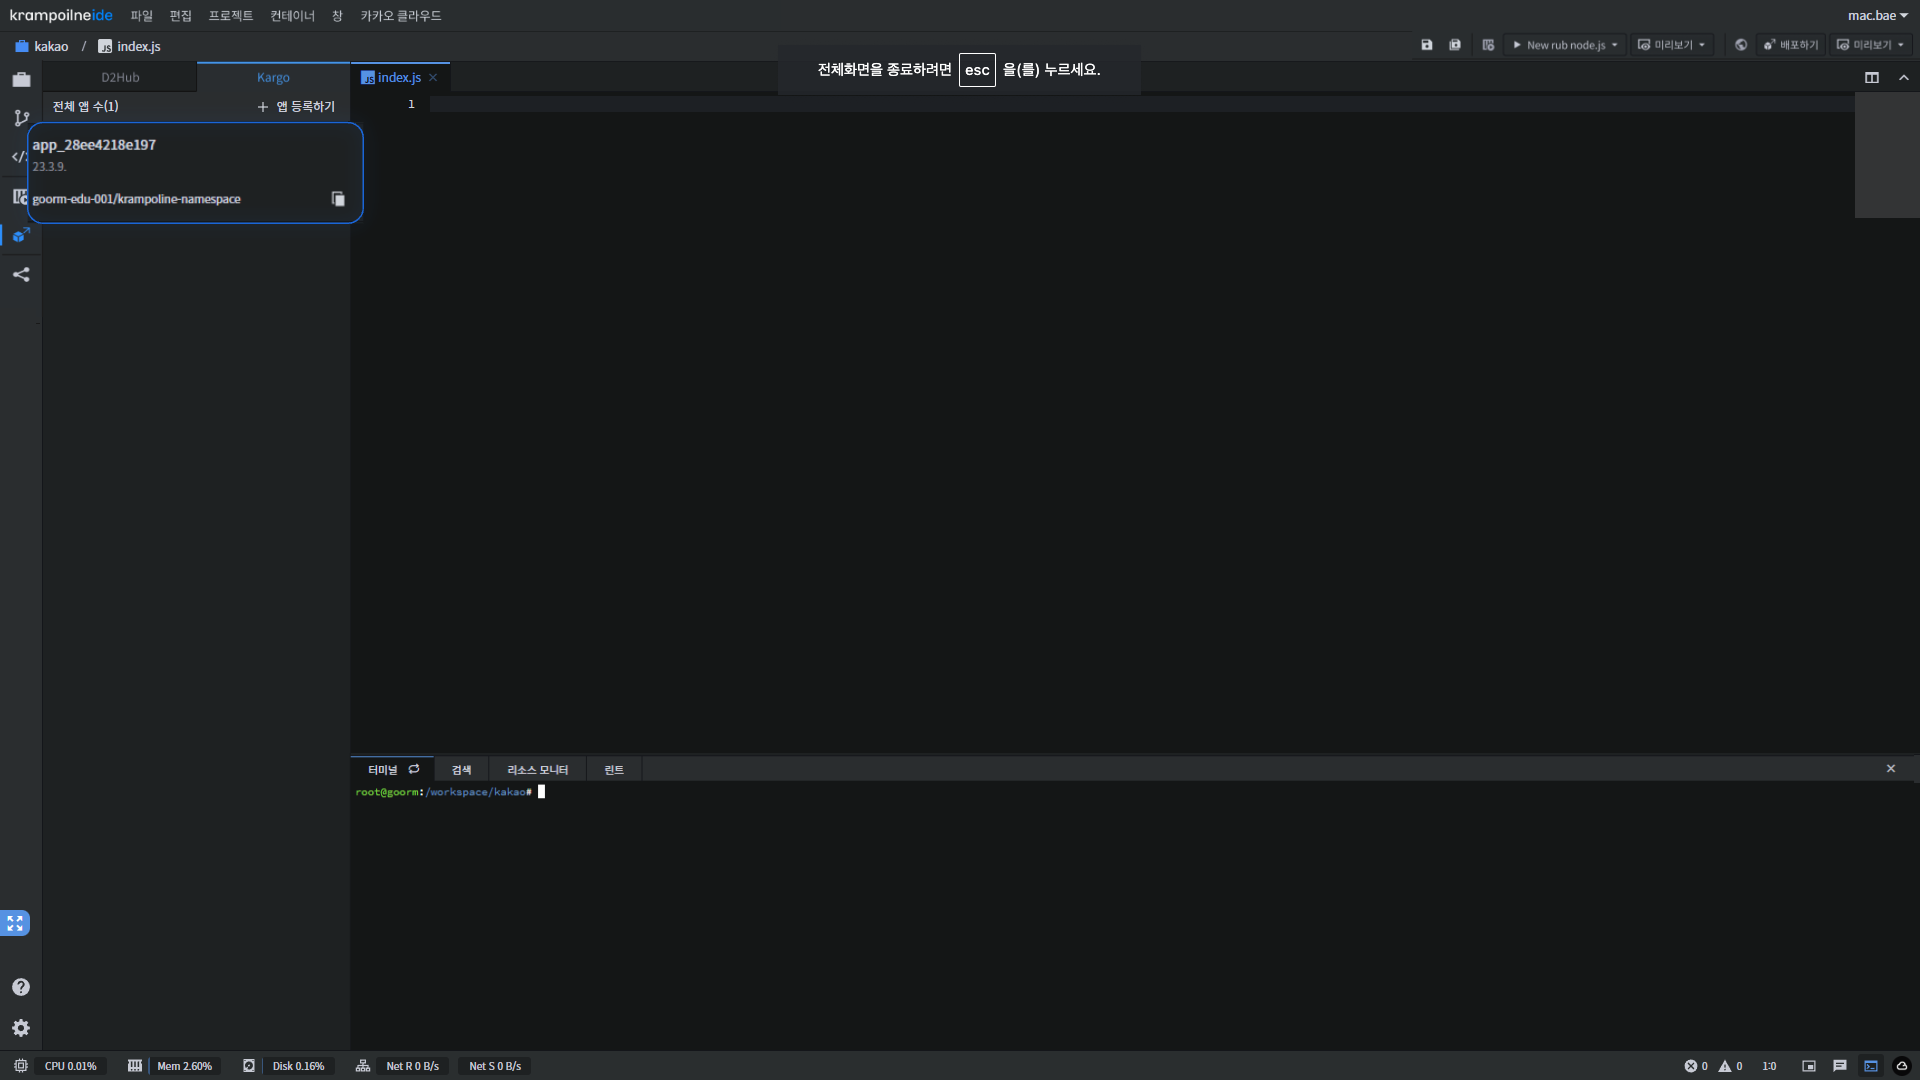 krampoilneide 파일 편집 프로젝트 컨테이너 창 카카오 클라우드 mac.bae
kakao / index.js
New rub node.js 미리보기 배포하기 미리보기
전체화면을 종료하려면 esc 을(를) 누르세요.
D2Hub Kargo
JS index.js
전체 앱 수(1) + 앱 등록하기
1
app_28ee4218e197
23.3.9.
goorm-edu-001/krampoline-namespace
터미널 검색 리소스 모니터 린트
root@goorm:/workspace/kakao#
CPU 0.01% Mem 2.60% Disk 0.16% Net R 0 B/s Net S 0 B/s 0 0 1:0